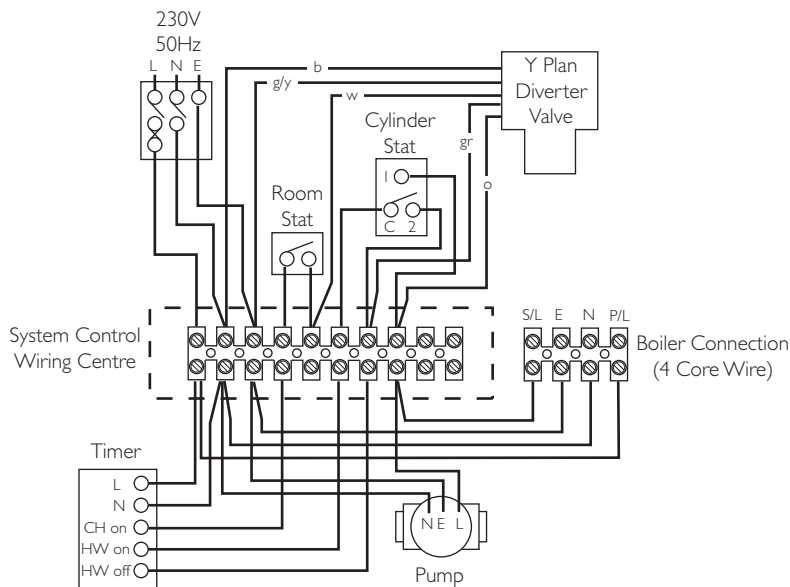 230V
50Hz
L N E
b
g/y
w
gr
o
Y Plan
Diverter
Valve
Cylinder
Stat
1
C 2
Room
Stat
System Control
Wiring Centre
S/L E N P/L
Boiler Connection
(4 Core Wire)
Timer
L
N
CH on
HW on
HW off
N E L
Pump